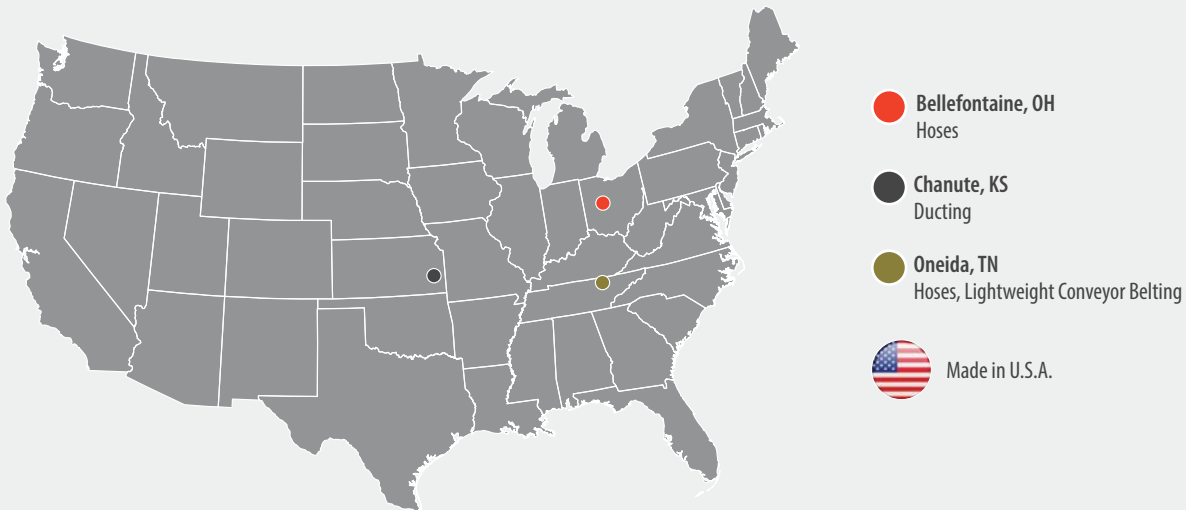 Bellefontaine, OH
Hoses
Chanute, KS
Ducting
Oneida, TN
Hoses, Lightweight Conveyor Belting
Made in U.S.A.